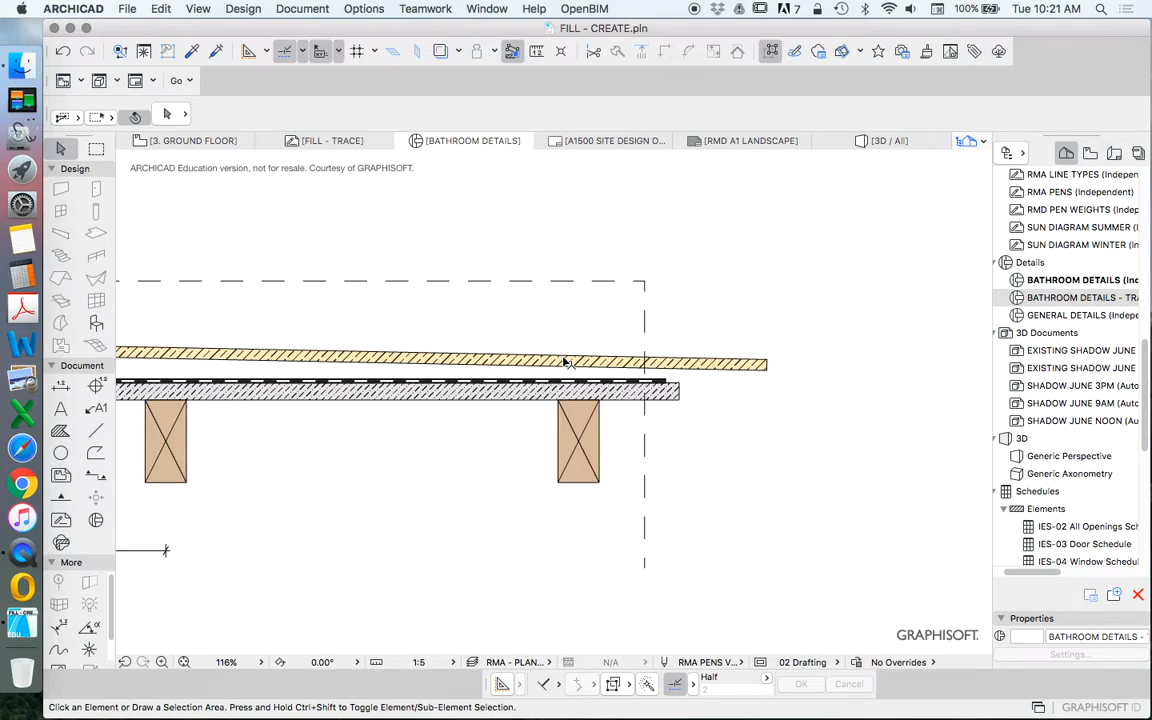 ARCHICAD File Edit View Design Document Options Teamwork Window Help OpenBIM 7 100% Tue 10:21 AM
FILL - CREATE.pln
Go
[3. GROUND FLOOR] [FILL - TRACE] [BATHROOM DETAILS] [A1500 SITE DESIGN O... [RMD A1 LANDSCAPE] [3D / All]
ARCHICAD Education version, not for resale. Courtesy of GRAPHISOFT.
Design
Document
More
RMA LINE TYPES (Indepen
RMA PENS (Independent)
RMD PEN WEIGHTS (Indep
SUN DIAGRAM SUMMER (I
SUN DIAGRAM WINTER (In
Details
BATHROOM DETAILS (Ind
BATHROOM DETAILS - TRA
GENERAL DETAILS (Indepe
3D Documents
EXISTING SHADOW JUNE
EXISTING SHADOW JUNE
SHADOW JUNE 3PM (Auto
SHADOW JUNE 9AM (Auto
SHADOW JUNE NOON (Au
3D
Generic Perspective
Generic Axonometry
Schedules
Elements
IES-02 All Openings Sch
IES-03 Door Schedule
IES-04 Window Schedul
Properties
BATHROOM DETAILS -
Settings...
GRAPHISOFT.
116% 0.00° 1:5 RMA - PLAN... N/A RMA PENS V... 02 Drafting No Overrides
Half
2
OK Cancel
Click an Element or Draw a Selection Area. Press and Hold Ctrl+Shift to Toggle Element/Sub-Element Selection.
GRAPHISOFT ID